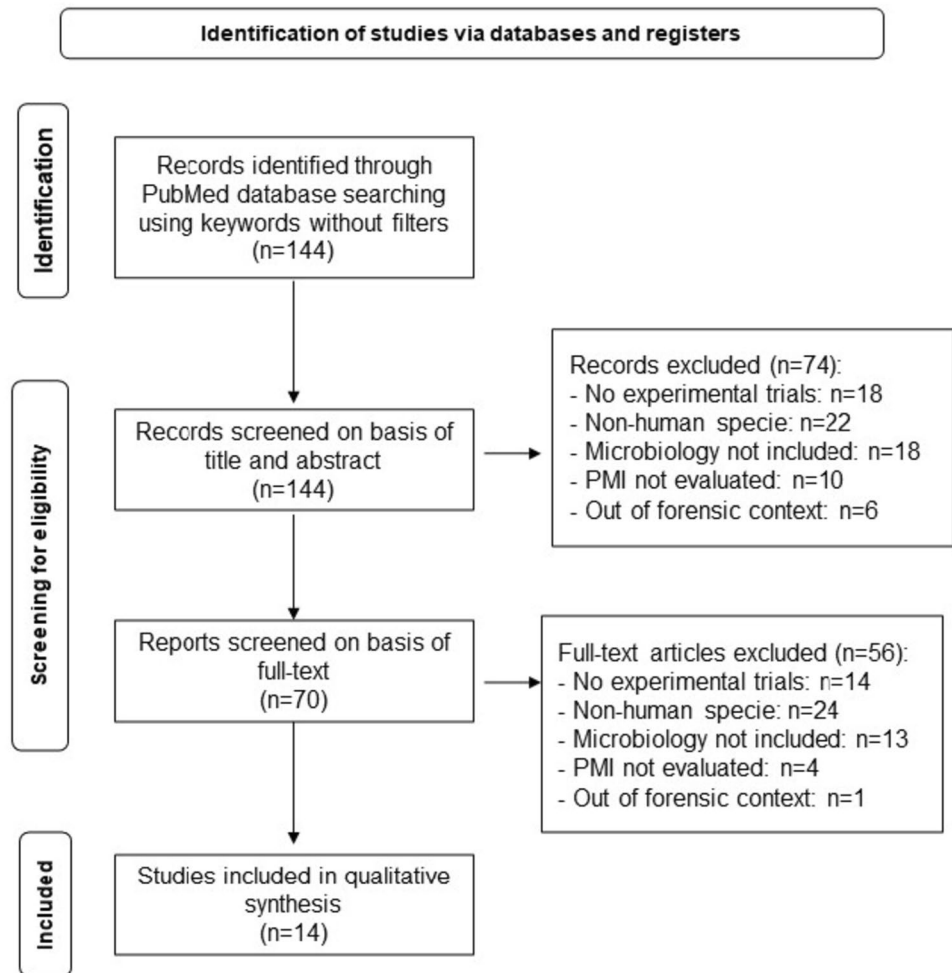 Identification of studies via databases and registers
Identification
Records identified through
PubMed database searching
using keywords without filters
(n=144)
Screening for eligibility
Records screened on basis of
title and abstract
(n=144)
Records excluded (n=74):
- No experimental trials: n=18
- Non-human specie: n=22
- Microbiology not included: n=18
- PMI not evaluated: n=10
- Out of forensic context: n=6
Reports screened on basis of
full-text
(n=70)
Full-text articles excluded (n=56):
- No experimental trials: n=14
- Non-human specie: n=24
- Microbiology not included: n=13
- PMI not evaluated: n=4
- Out of forensic context: n=1
Included
Studies included in qualitative
synthesis
(n=14)